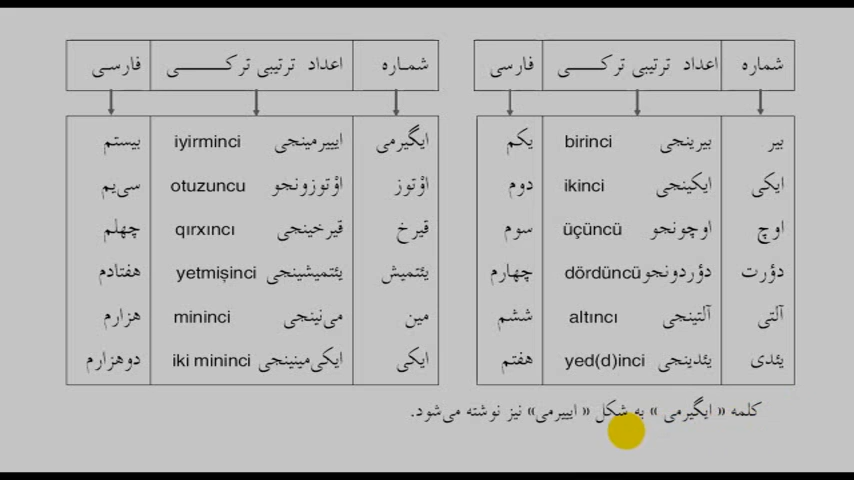 شماره اعداد ترتیبی ترکی فارسی
بیر بیرینجی birinci یکم
ایکی ایکینجی ikinci دوم
اوچ اوچونجو üçüncü سوم
دؤرت دؤردونجو dördüncü چهارم
آلتی آلتینجی altıncı ششم
یئدی یئدینجی yed(d)inci هفتم
شماره اعداد ترتیبی ترکی فارسی
ایگیرمی اییرمینجی iyirminci بیستم
اوْتوز اوْتوزونجو otuzuncu سی‌یم
قیرخ قیرخینجی qırxıncı چهلم
یئتمیش یئتمیشینجی yetmişinci هفتادم
مین می‌نینجی mininci هزارم
ایکی ایکی‌مینینجی iki mininci دوهزارم
کلمه « ایگیرمی » به شکل « اییرمی» نیز نوشته می‌شود.